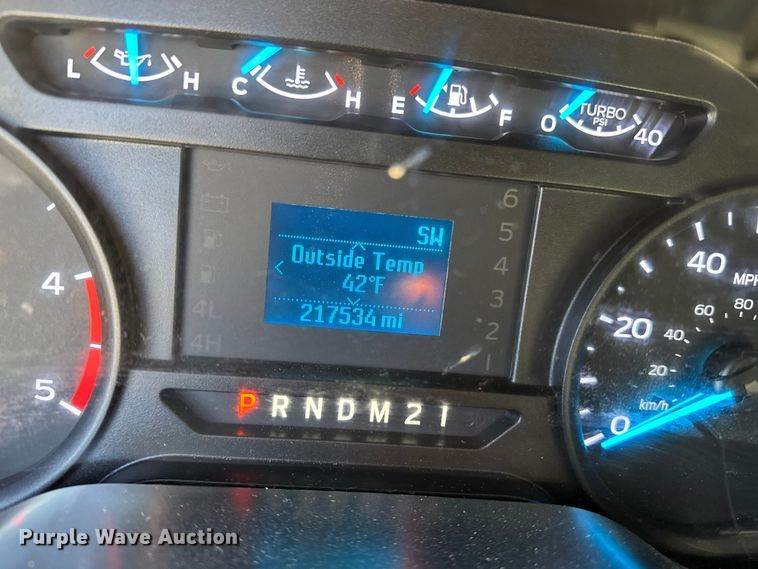 L H C H E F 0 TURBO PSI 40
6
5
4
3
2
1
4L
4H
SW
Outside Temp
42°F
217534 mi
4
5
PRNDM21
40
MPH
20
0
60
80
40
20
km/h
Purple Wave Auction